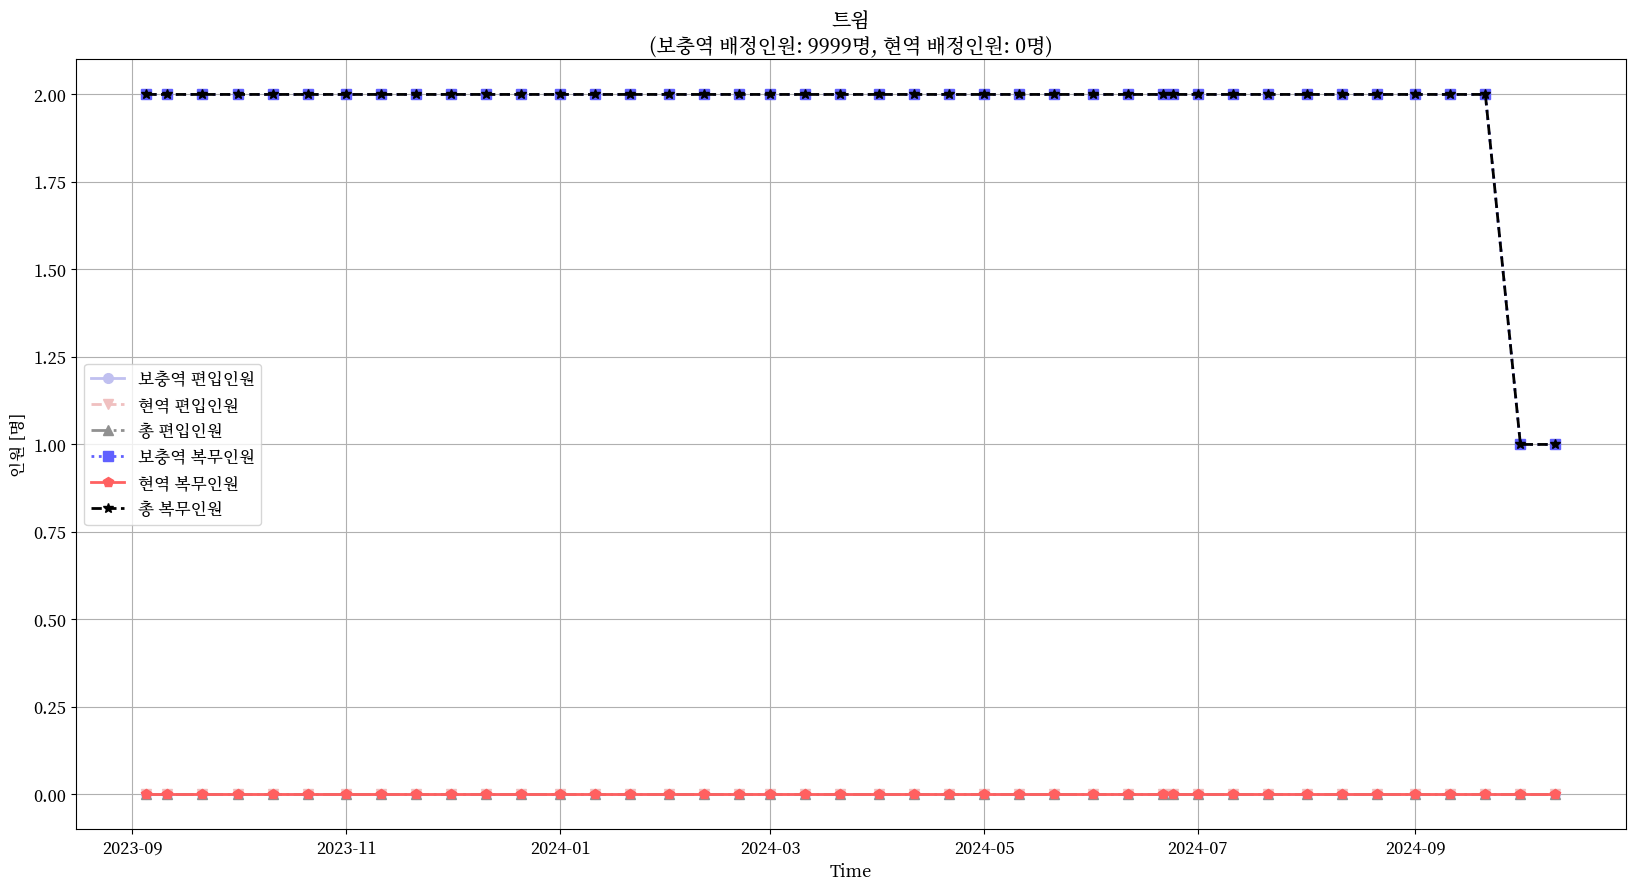 트윔
(보충역 배정인원: 9999명, 현역 배정인원: 0명)
2.00
1.75
1.50
1.25
1.00
0.75
0.50
0.25
0.00
인원 [명]
보충역 편입인원
현역 편입인원
총 편입인원
보충역 복무인원
현역 복무인원
총 복무인원
2023-09
2023-11
2024-01
2024-03
2024-05
2024-07
2024-09
Time